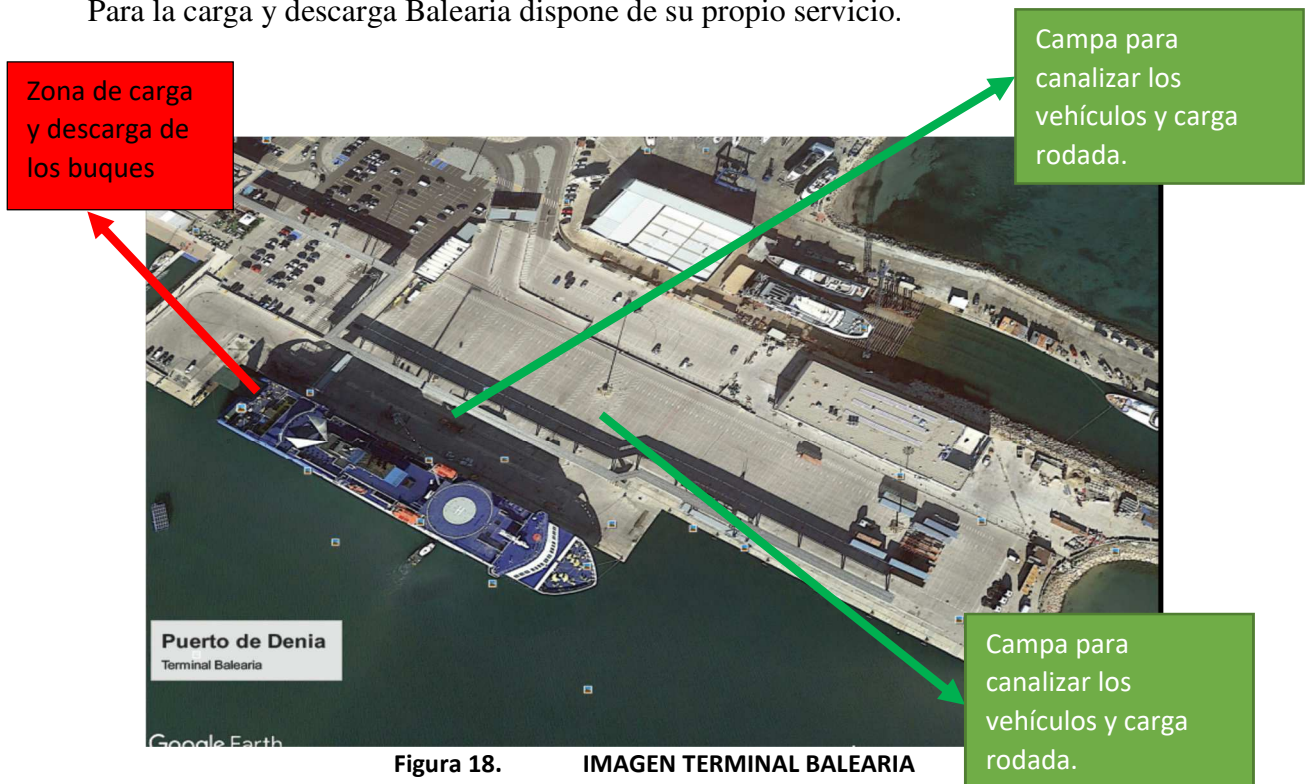 Para la carga y descarga Balearia dispone de su propio servicio.
Campa para
canalizar los
vehículos y carga
rodada.
Zona de carga
y descarga de
los buques
Puerto de Denia
Terminal Balearia
Google Earth
Campa para
canalizar los
vehículos y carga
rodada.
Figura 18. IMAGEN TERMINAL BALEARIA